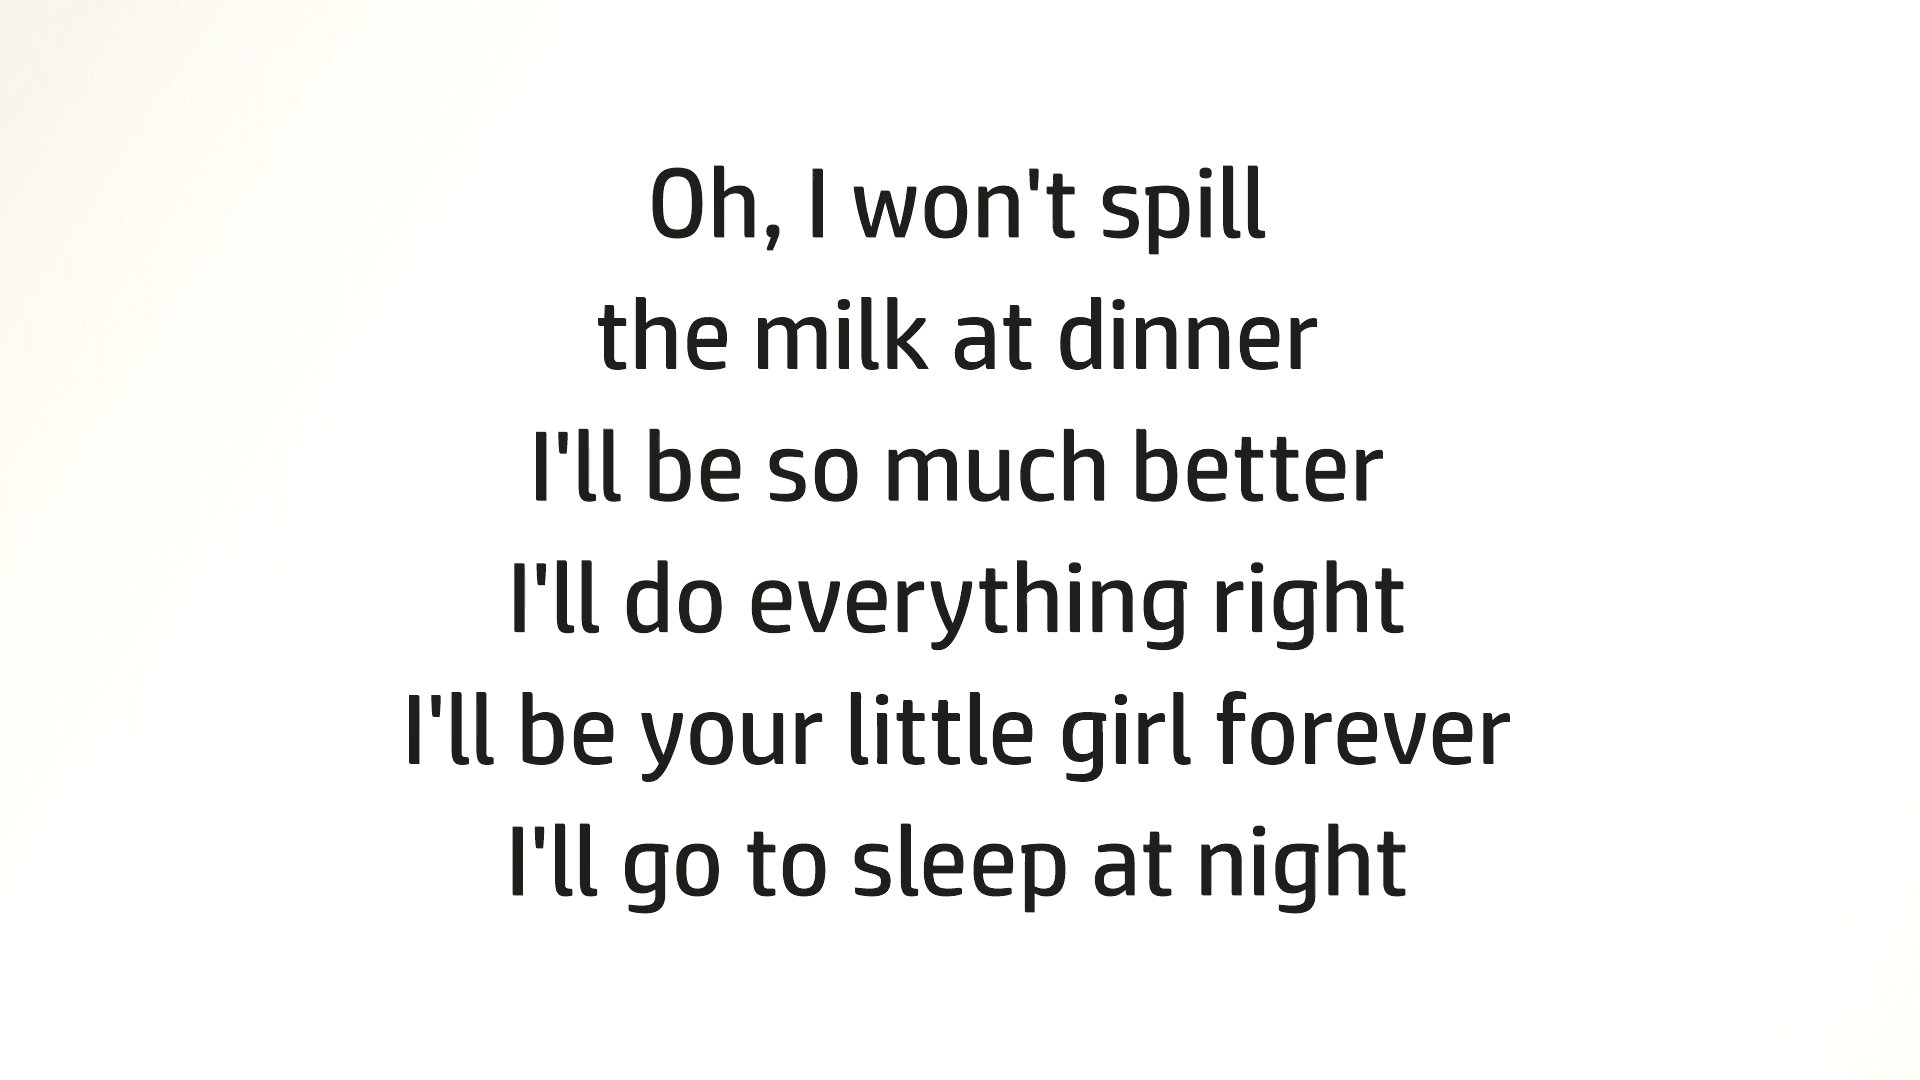 Oh, I won't spill
the milk at dinner
I'll be so much better
I'll do everything right
I'll be your little girl forever
I'll go to sleep at night